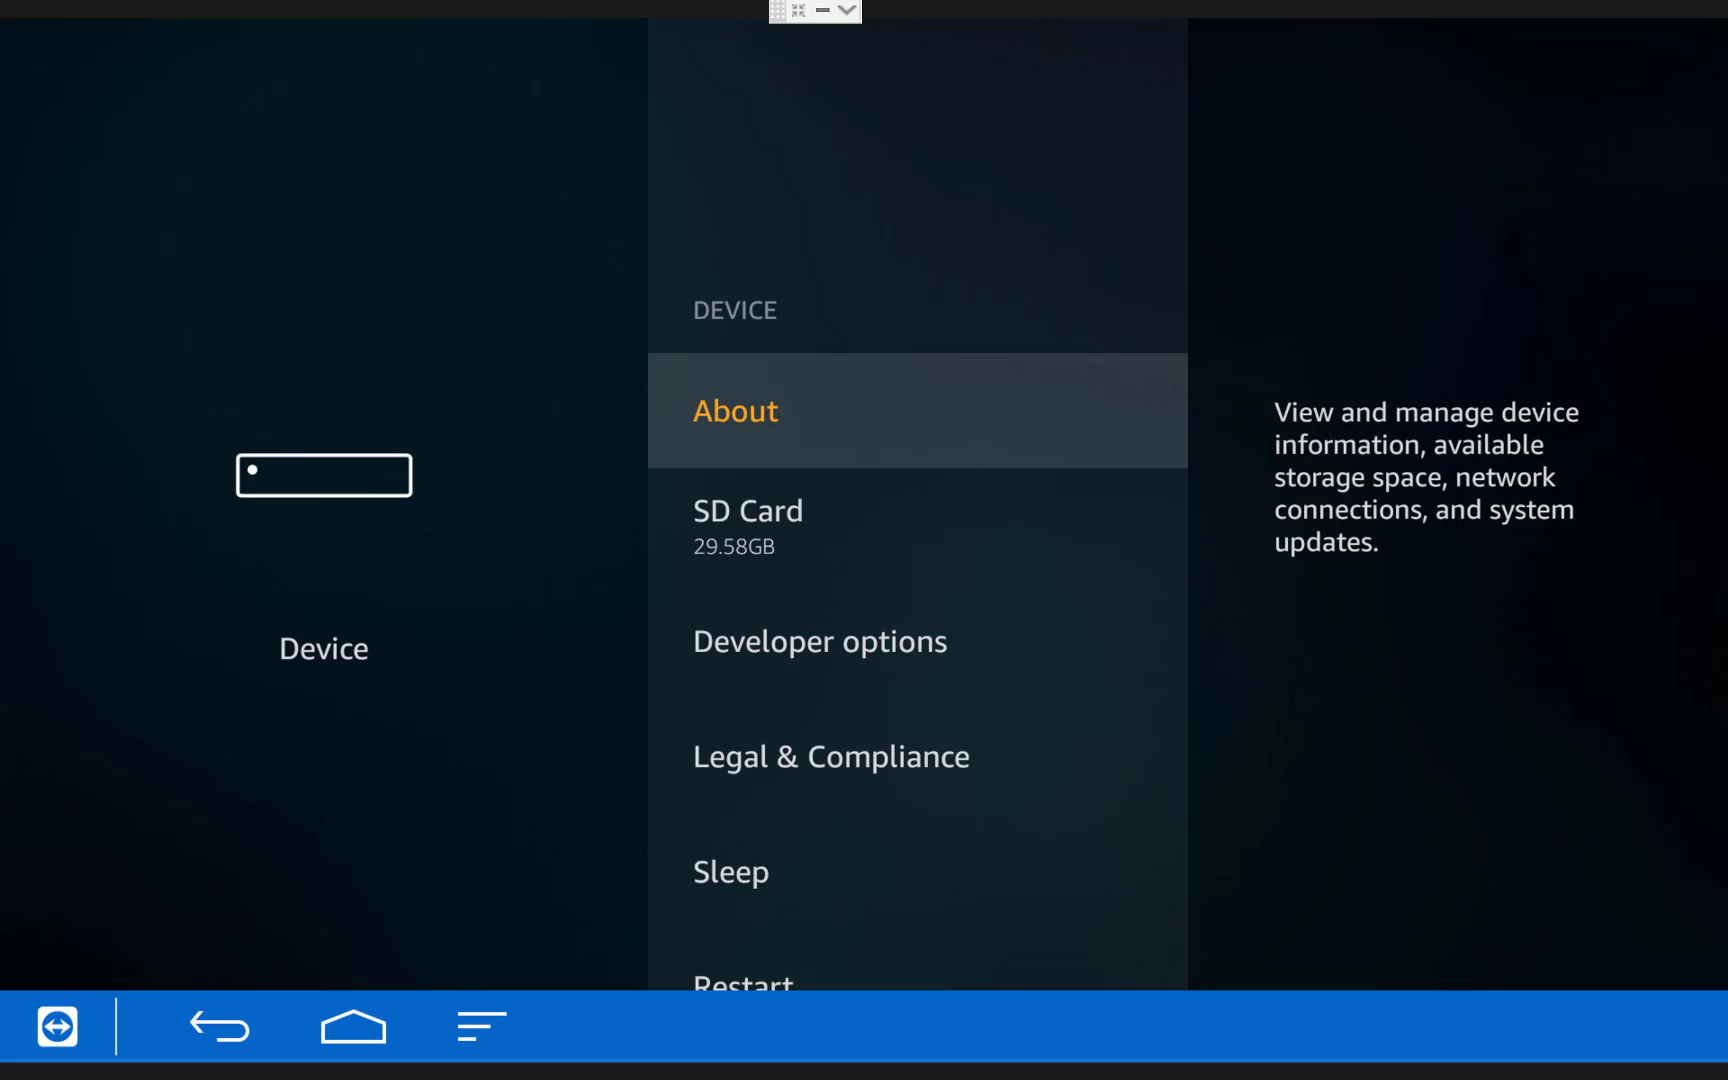 DEVICE
About
SD Card
29.58GB
Developer options
Legal & Compliance
Sleep
Restart
Device
View and manage device
information, available
storage space, network
connections, and system
updates.